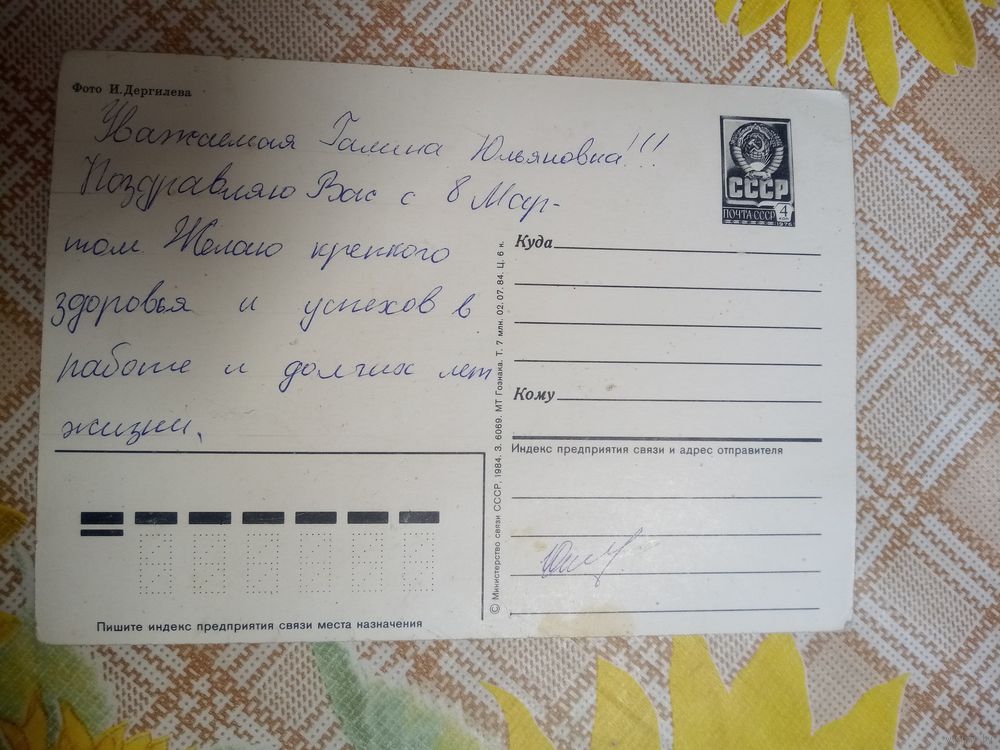 Фото И.Дергилева
Уважаемая Галина Юльяновна!!!
Поздравляю Вас с 8 Мар-
том Желаю крепкого
здоровья и успехов в
работе и долгих лет
жизни.
СССР
ПОЧТА СССР 4
1976
Куда
Кому
Индекс предприятия связи и адрес отправителя
© Министерство связи СССР, 1984. З. 6069. МТ Гознака. Т. 7 млн. 02.07.84. Ц. 6 к.
Пишите индекс предприятия связи места назначения